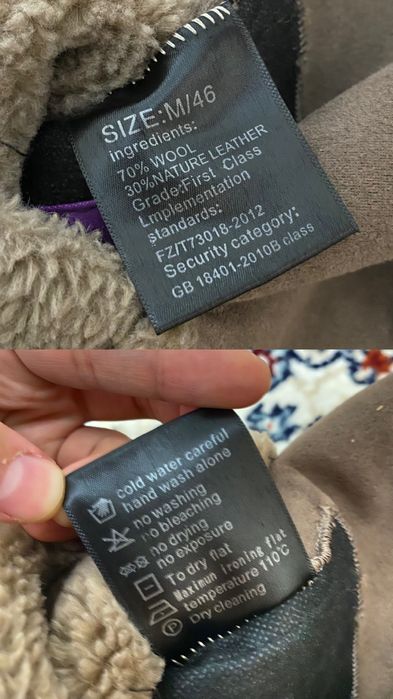 SIZE:M/46
ingredients:
70% WOOL
30%NATURE LEATHER
Grade:First Class
Lmplementation
standards:
FZ/T73018-2012
Security category:
GB 18401-2010B class
cold water careful
hand wash alone
no washing
no bleaching
no drying
no exposure
To dry flat
Maximun ironing flat
temperature 110°C
P Dry cleaning